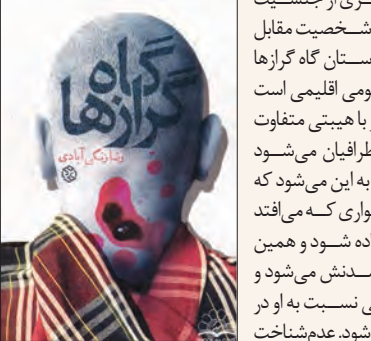 شخصیت مقابل
ستان گاه گرازها
ومی اقلیمی است
با هیبتی متفاوت
طرافیان می‌شود
به این می‌شود که
واری که می‌افتد
اده شود و همین
شدنش می‌شود و
ی نسبت به او در
شود. عدم‌شناخت
گاه
گرازها
رضا زنگی‌آبادی